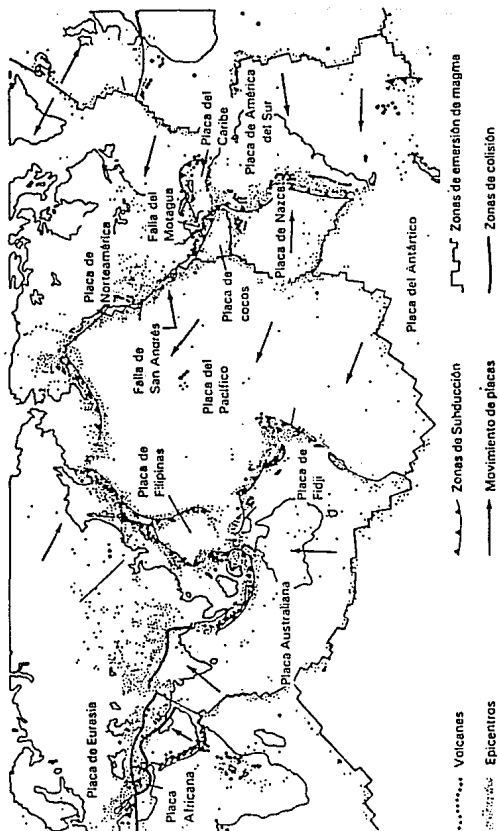 Placa de Eurasia
Placa
Africana
Placa Australiana
Placa de
Filipinas
Placa de
Fidji
Placa de
Norteamérica
Falla de
San Andrés
Placa del
Pacífico
Falla del
Motagua
Placa de
cocos
Placa del
Caribe
Placa de América
del Sur
Placa de Nazca
Placa del Antártico
Volcanes
Epicentros
Zonas de Subducción
Movimiento de placas
Zonas de emersión de magma
Zonas de colisión